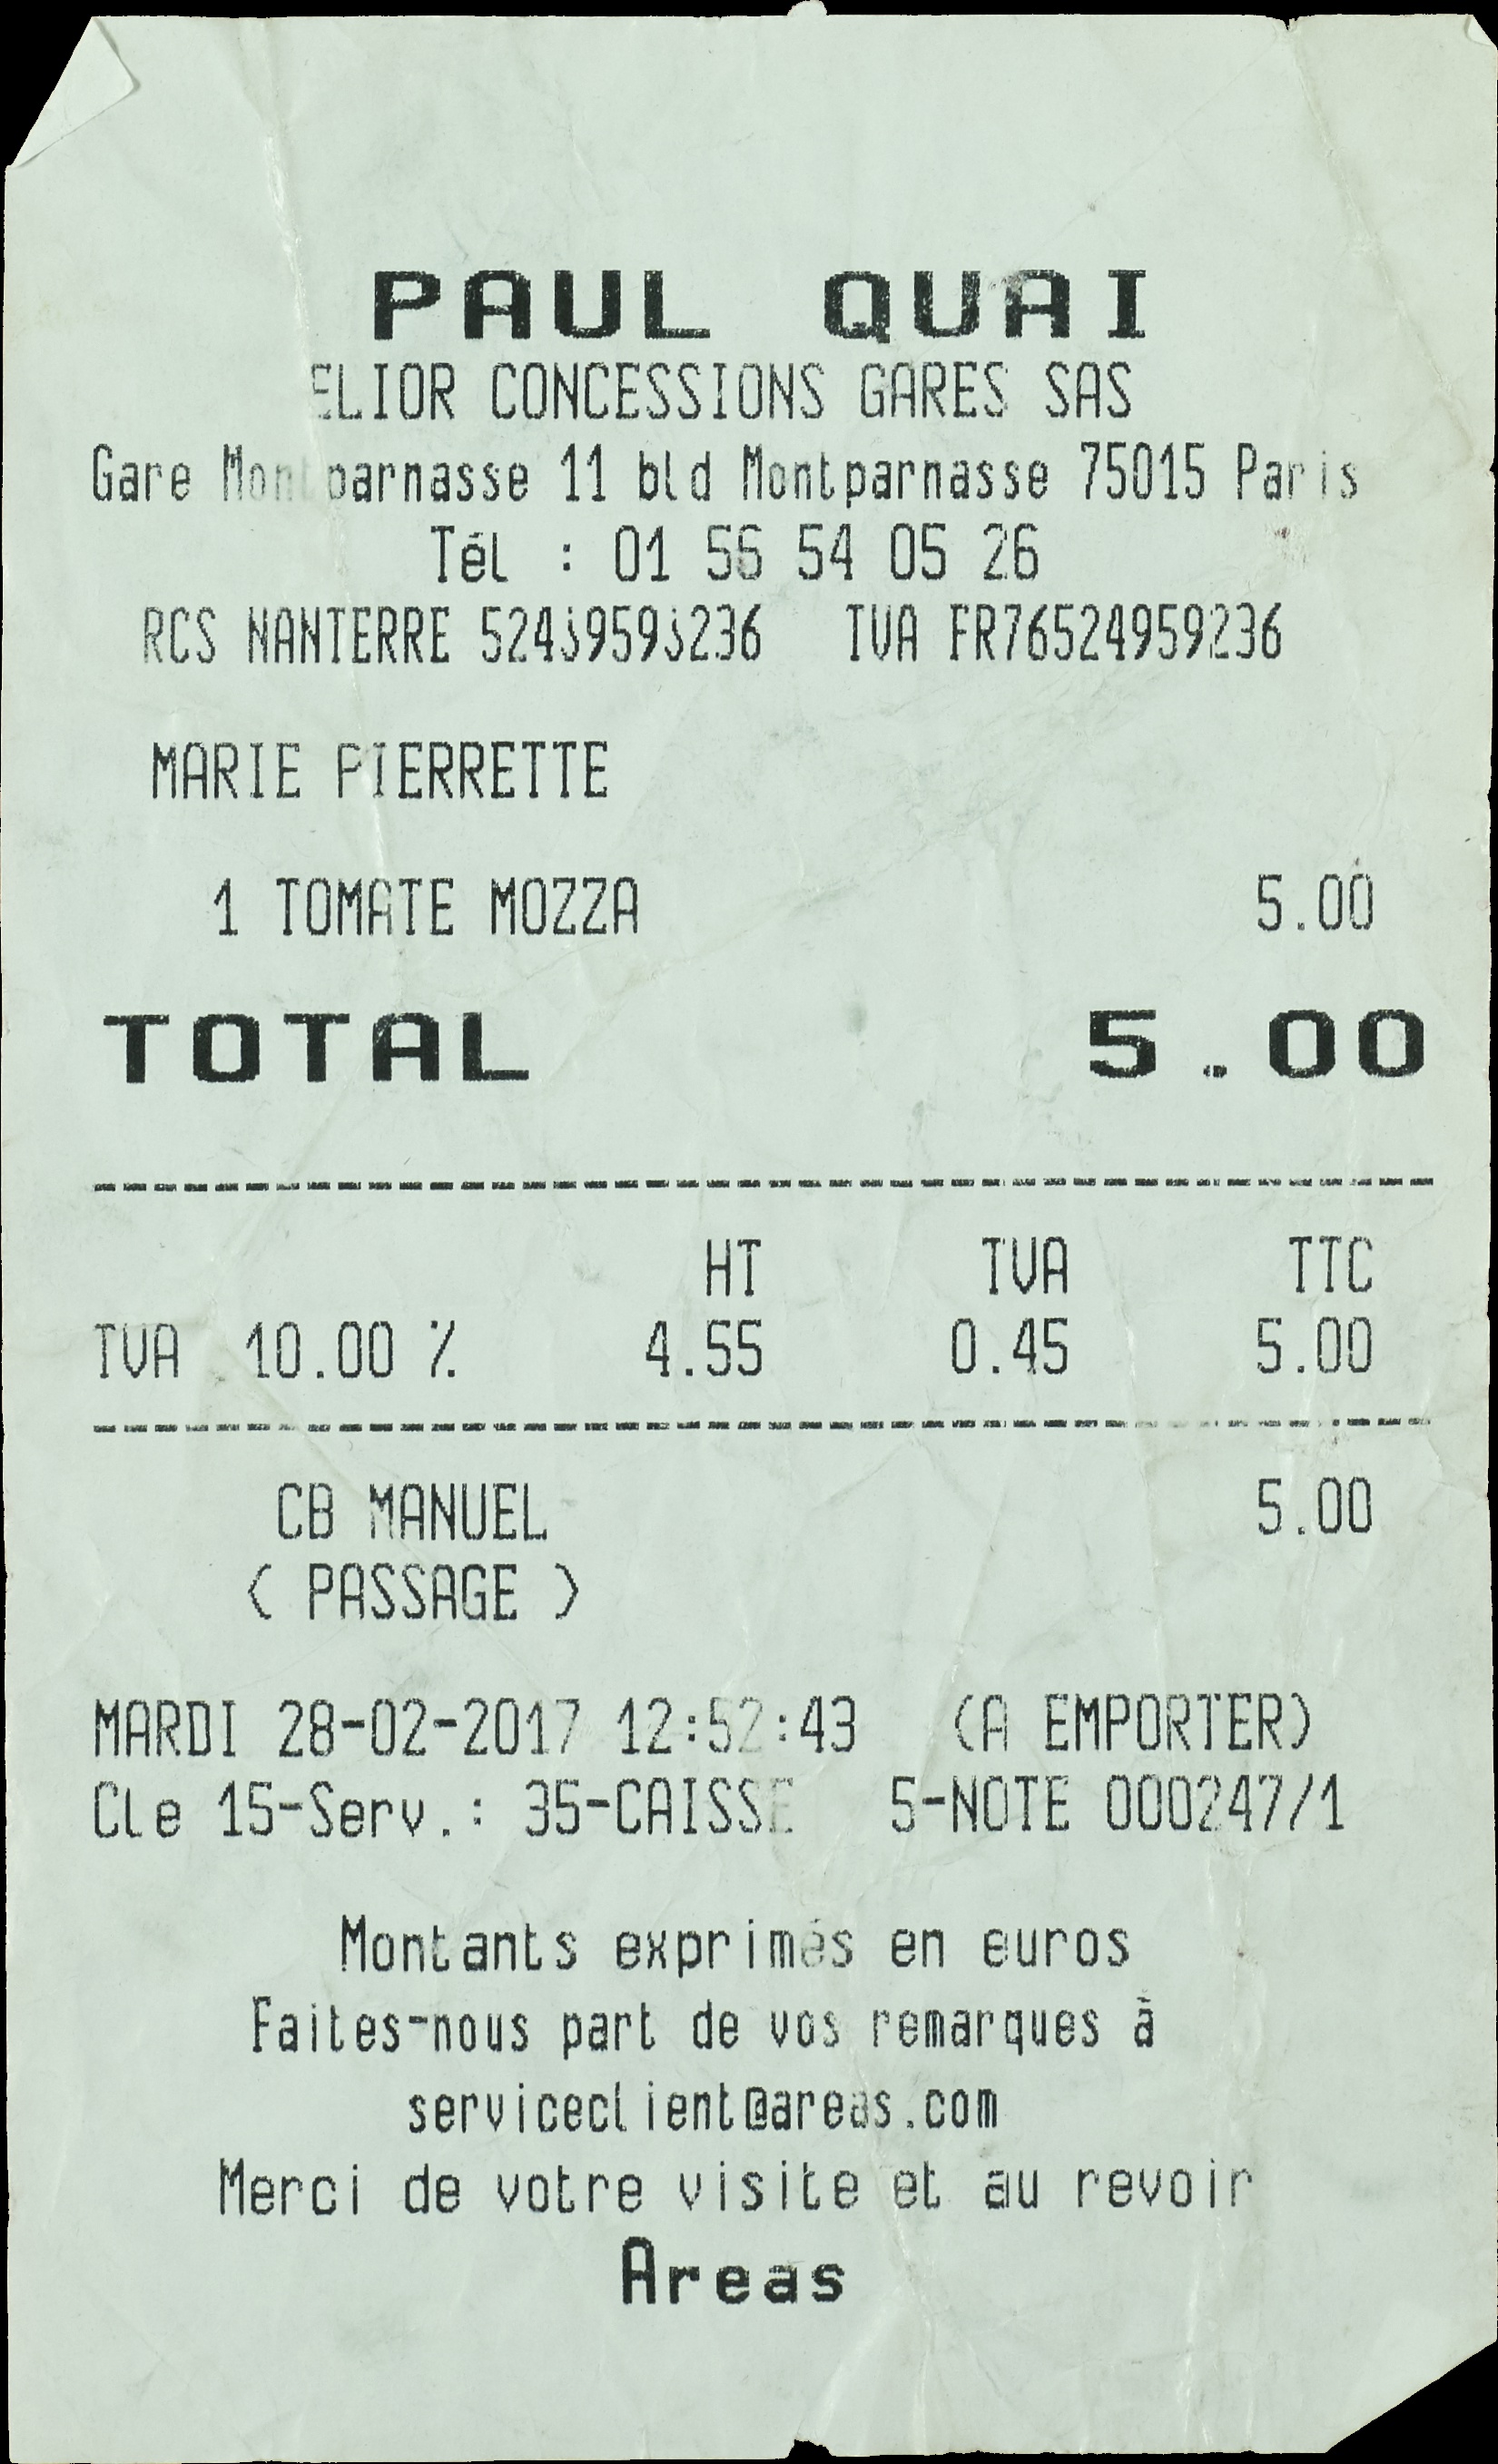 PAUL QUAI
ELIOR CONCESSIONS GARES SAS
Gare Montparnasse 11 bld Montparnasse 75015 Paris
Tél : 01 56 54 05 26
RCS NANTERRE 524j959j236 TVA FR76524959236
MARIE PIERRETTE
1 TOMATE MOZZA 5.00
TOTAL 5.00
HT TVA TTC
TVA 10.00 % 4.55 0.45 5.00
CB MANUEL 5.00
( PASSAGE )
MARDI 28-02-2017 12:52:43 (A EMPORTER)
Cle 15-Serv.: 35-CAISSE 5-NOTE 000247/1
Montants exprimés en euros
Faites-nous part de vos remarques à
serviceclient@areas.com
Merci de votre visite et au revoir
Areas